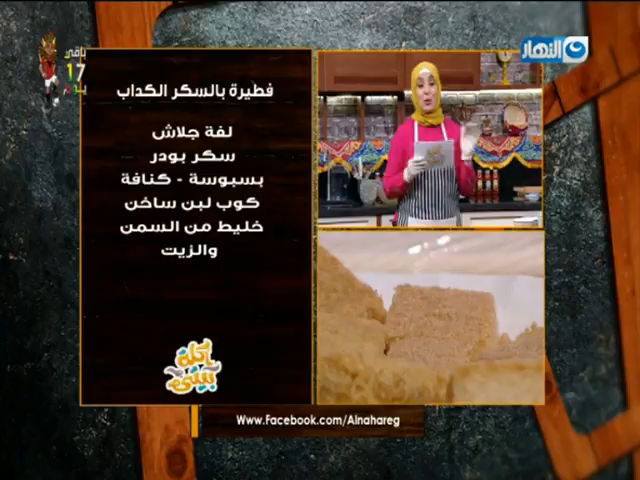 النهار
باقي
17
يوم
فطيرة بالسكر الكداب
لفة جلاش
سكر بودر
بسبوسة - كنافة
كوب لبن ساخن
خليط من السمن
والزيت
أكلة
بيتي
Www.Facebook.com/Alnahareg